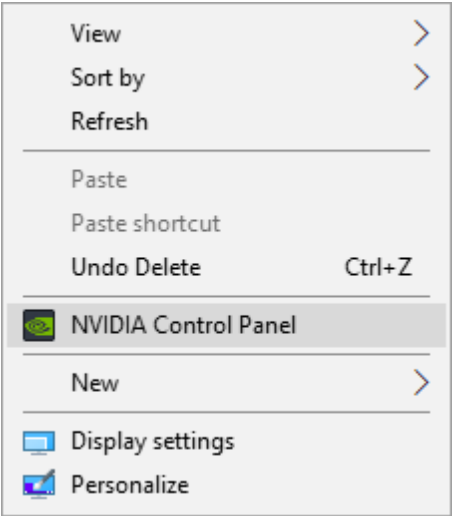 View
Sort by
Refresh
Paste
Paste shortcut
Undo Delete Ctrl+Z
NVIDIA Control Panel
New
Display settings
Personalize